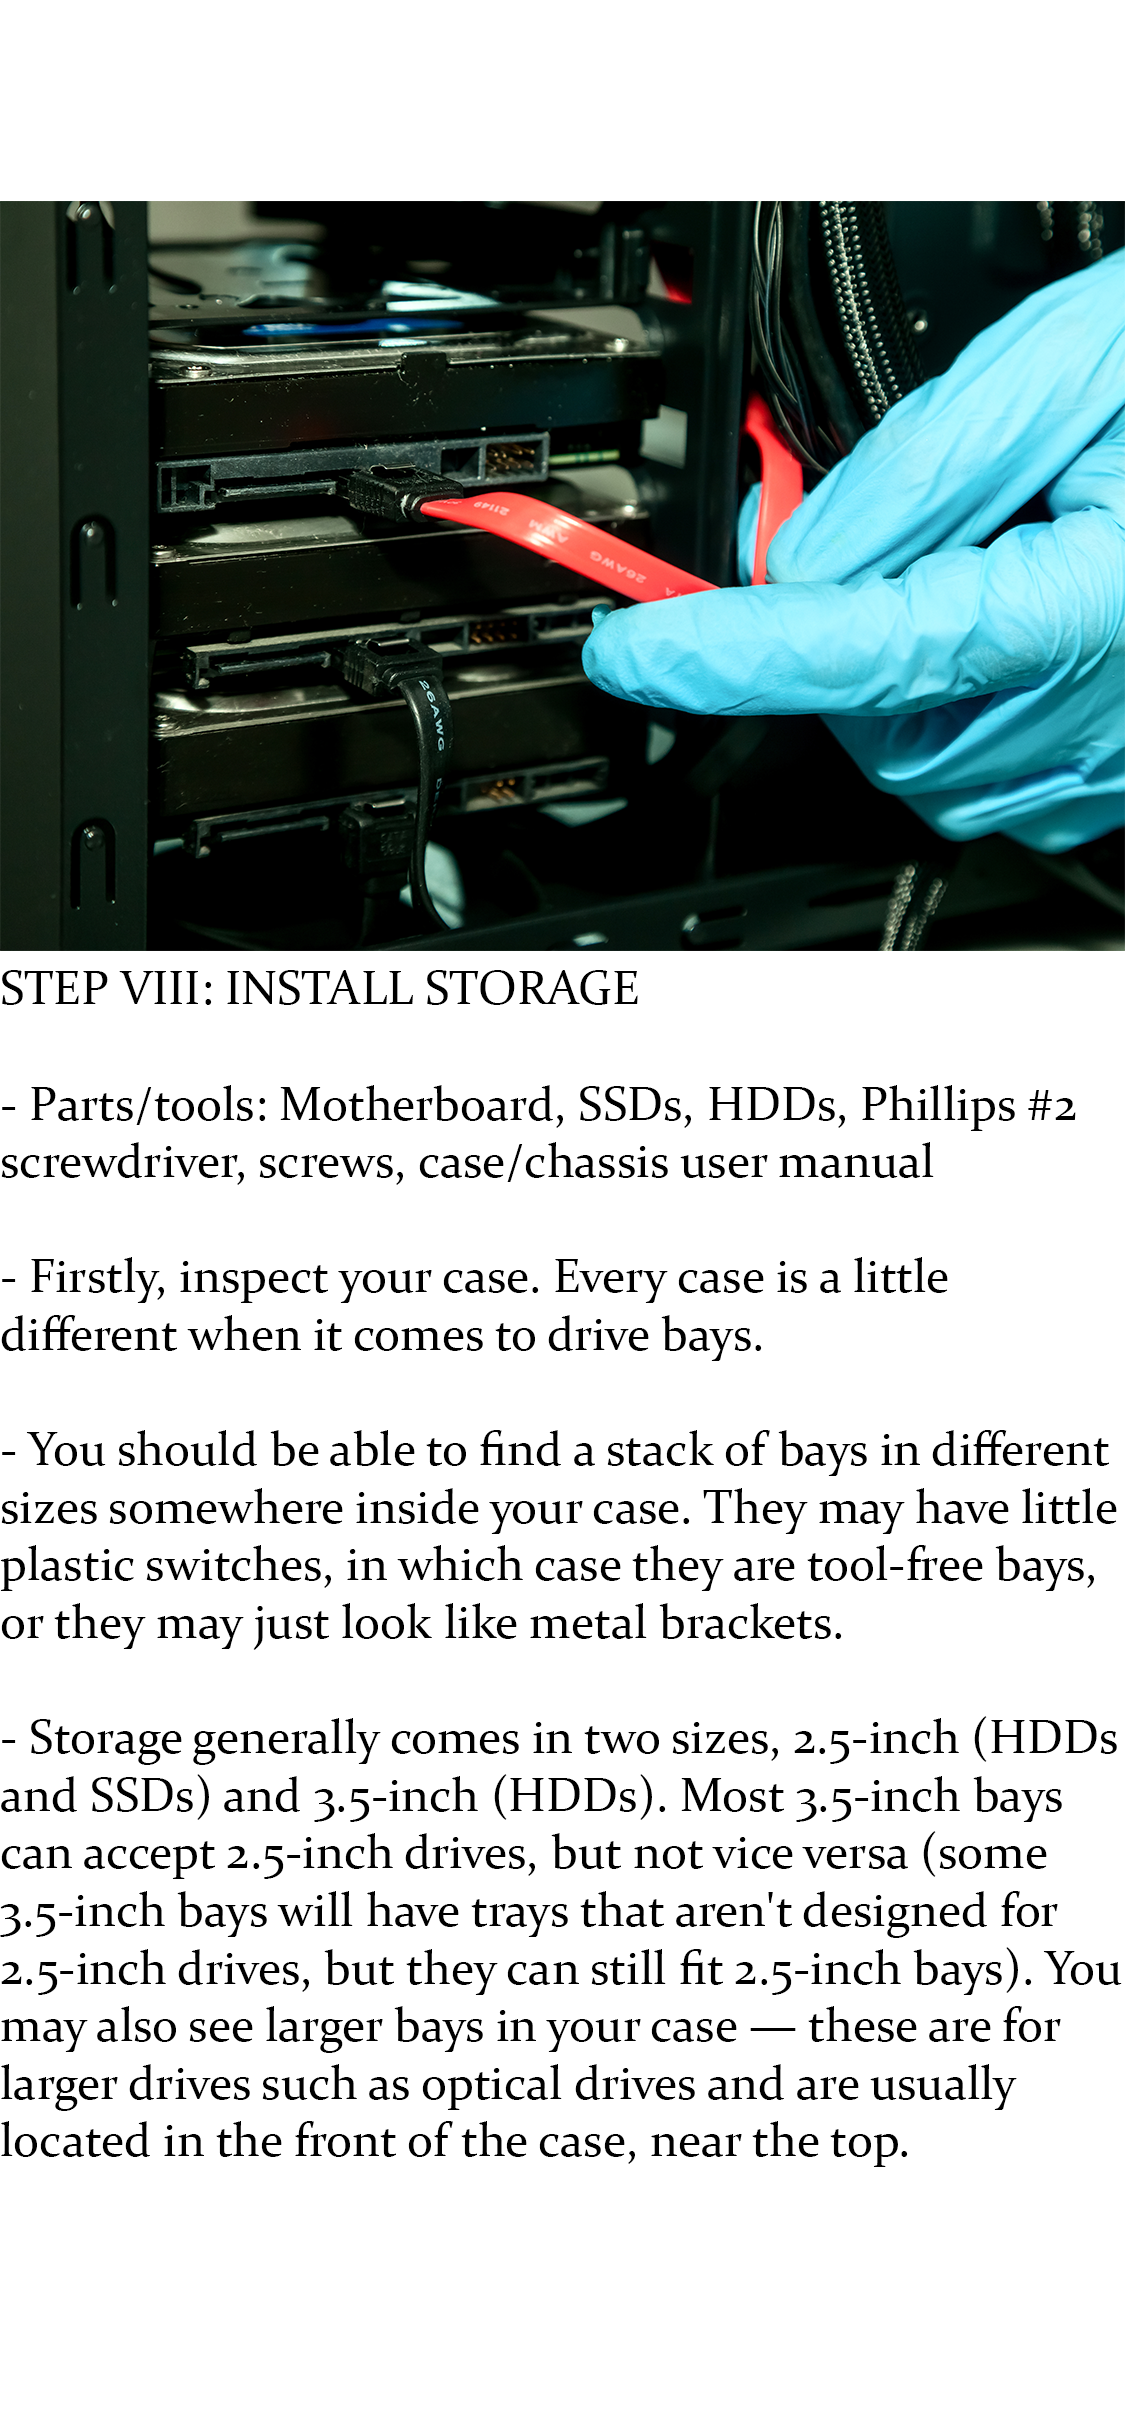 2149
26AWG
26AWG
STEP VIII: INSTALL STORAGE
- Parts/tools: Motherboard, SSDs, HDDs, Phillips #2
screwdriver, screws, case/chassis user manual
- Firstly, inspect your case. Every case is a little
different when it comes to drive bays.
- You should be able to find a stack of bays in different
sizes somewhere inside your case. They may have little
plastic switches, in which case they are tool-free bays,
or they may just look like metal brackets.
- Storage generally comes in two sizes, 2.5-inch (HDDs
and SSDs) and 3.5-inch (HDDs). Most 3.5-inch bays
can accept 2.5-inch drives, but not vice versa (some
3.5-inch bays will have trays that aren't designed for
2.5-inch drives, but they can still fit 2.5-inch bays). You
may also see larger bays in your case — these are for
larger drives such as optical drives and are usually
located in the front of the case, near the top.